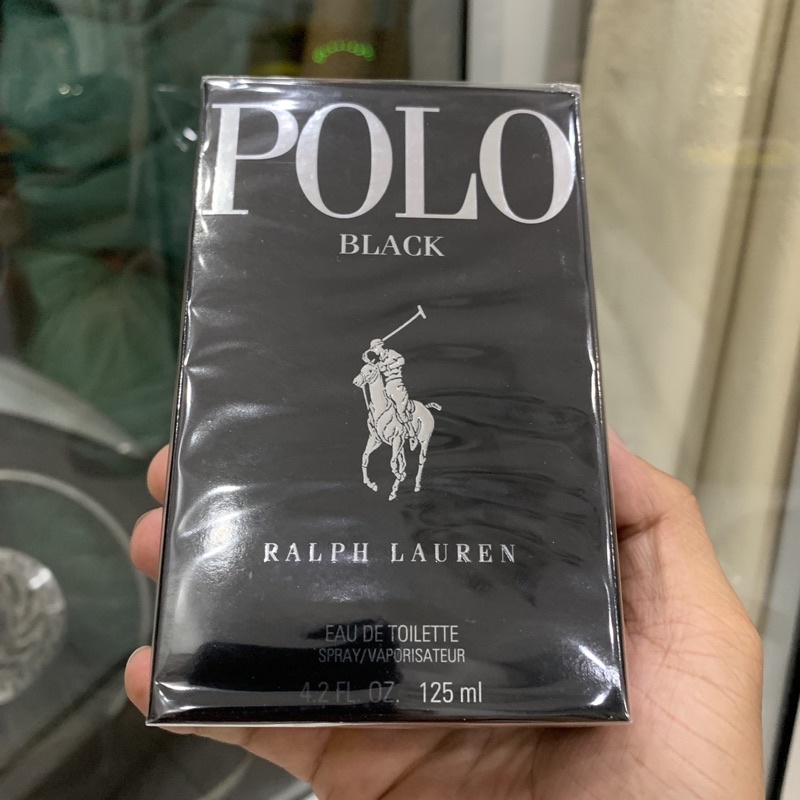 POLO
BLACK
RALPH LAUREN
EAU DE TOILETTE
SPRAY/VAPORISATEUR
4.2 FL. OZ. 125 ml